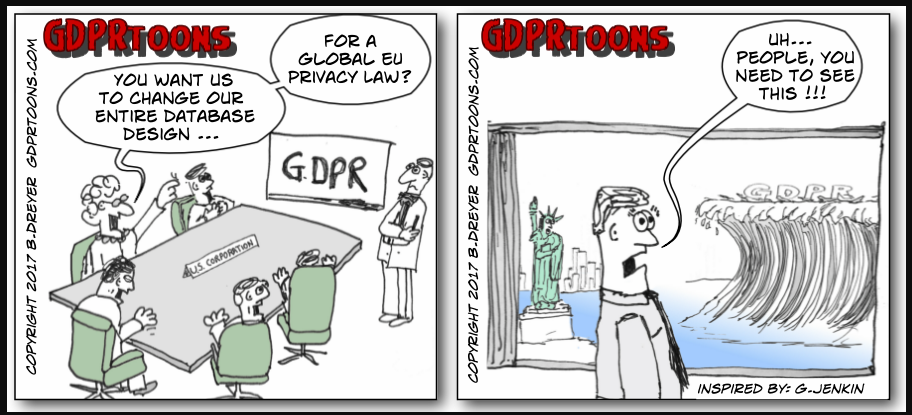 GDPRTOONS
YOU WANT US
TO CHANGE OUR
ENTIRE DATABASE
DESIGN ...
FOR A
GLOBAL EU
PRIVACY LAW?
G.DPR
U.S. CORPOPATION
COPYRIGHT 2017 B.DREYER GDPRTOONS.COM
GDPRTOONS
UH...
PEOPLE, YOU
NEED TO SEE
THIS !!!
GDPR
COPYRIGHT 2017 B.DREYER GDPRTOONS.COM
INSPIRED BY: G.JENKIN